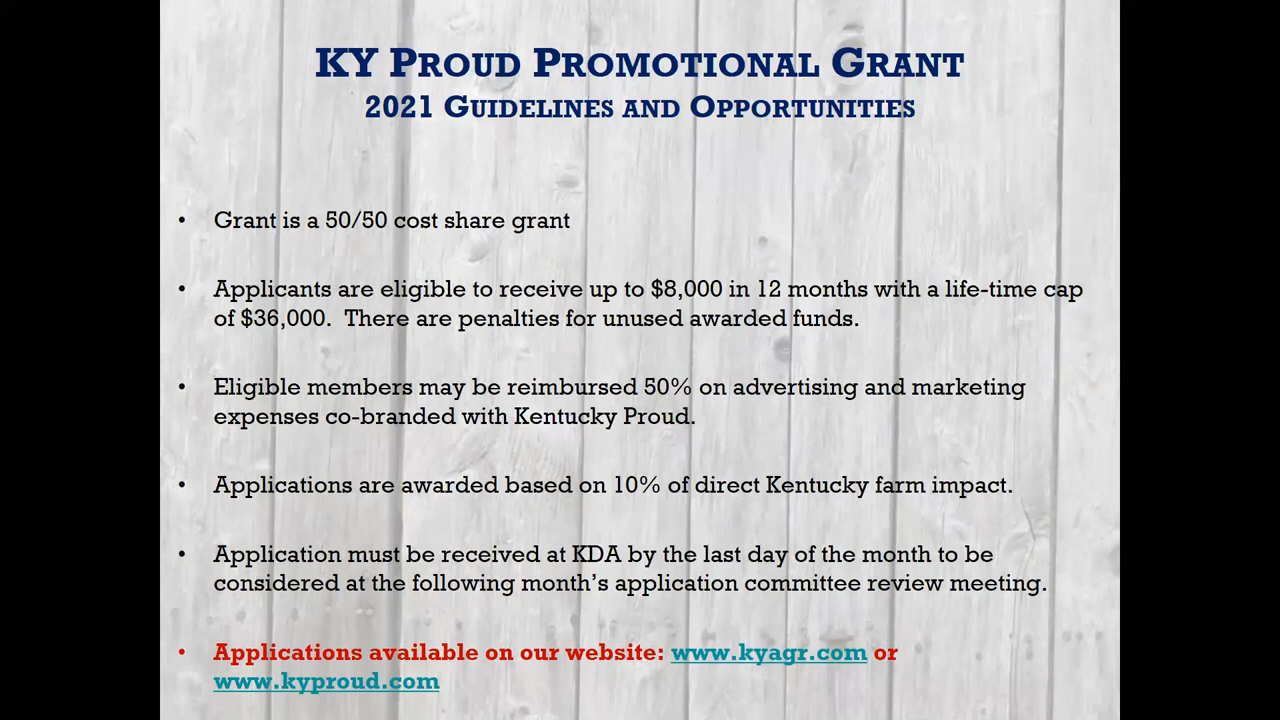 KY PROUD PROMOTIONAL GRANT
2021 GUIDELINES AND OPPORTUNITIES
• Grant is a 50/50 cost share grant
• Applicants are eligible to receive up to $8,000 in 12 months with a life-time cap
of $36,000.  There are penalties for unused awarded funds.
• Eligible members may be reimbursed 50% on advertising and marketing
expenses co-branded with Kentucky Proud.
• Applications are awarded based on 10% of direct Kentucky farm impact.
• Application must be received at KDA by the last day of the month to be
considered at the following month’s application committee review meeting.
• Applications available on our website: www.kyagr.com or
www.kyproud.com